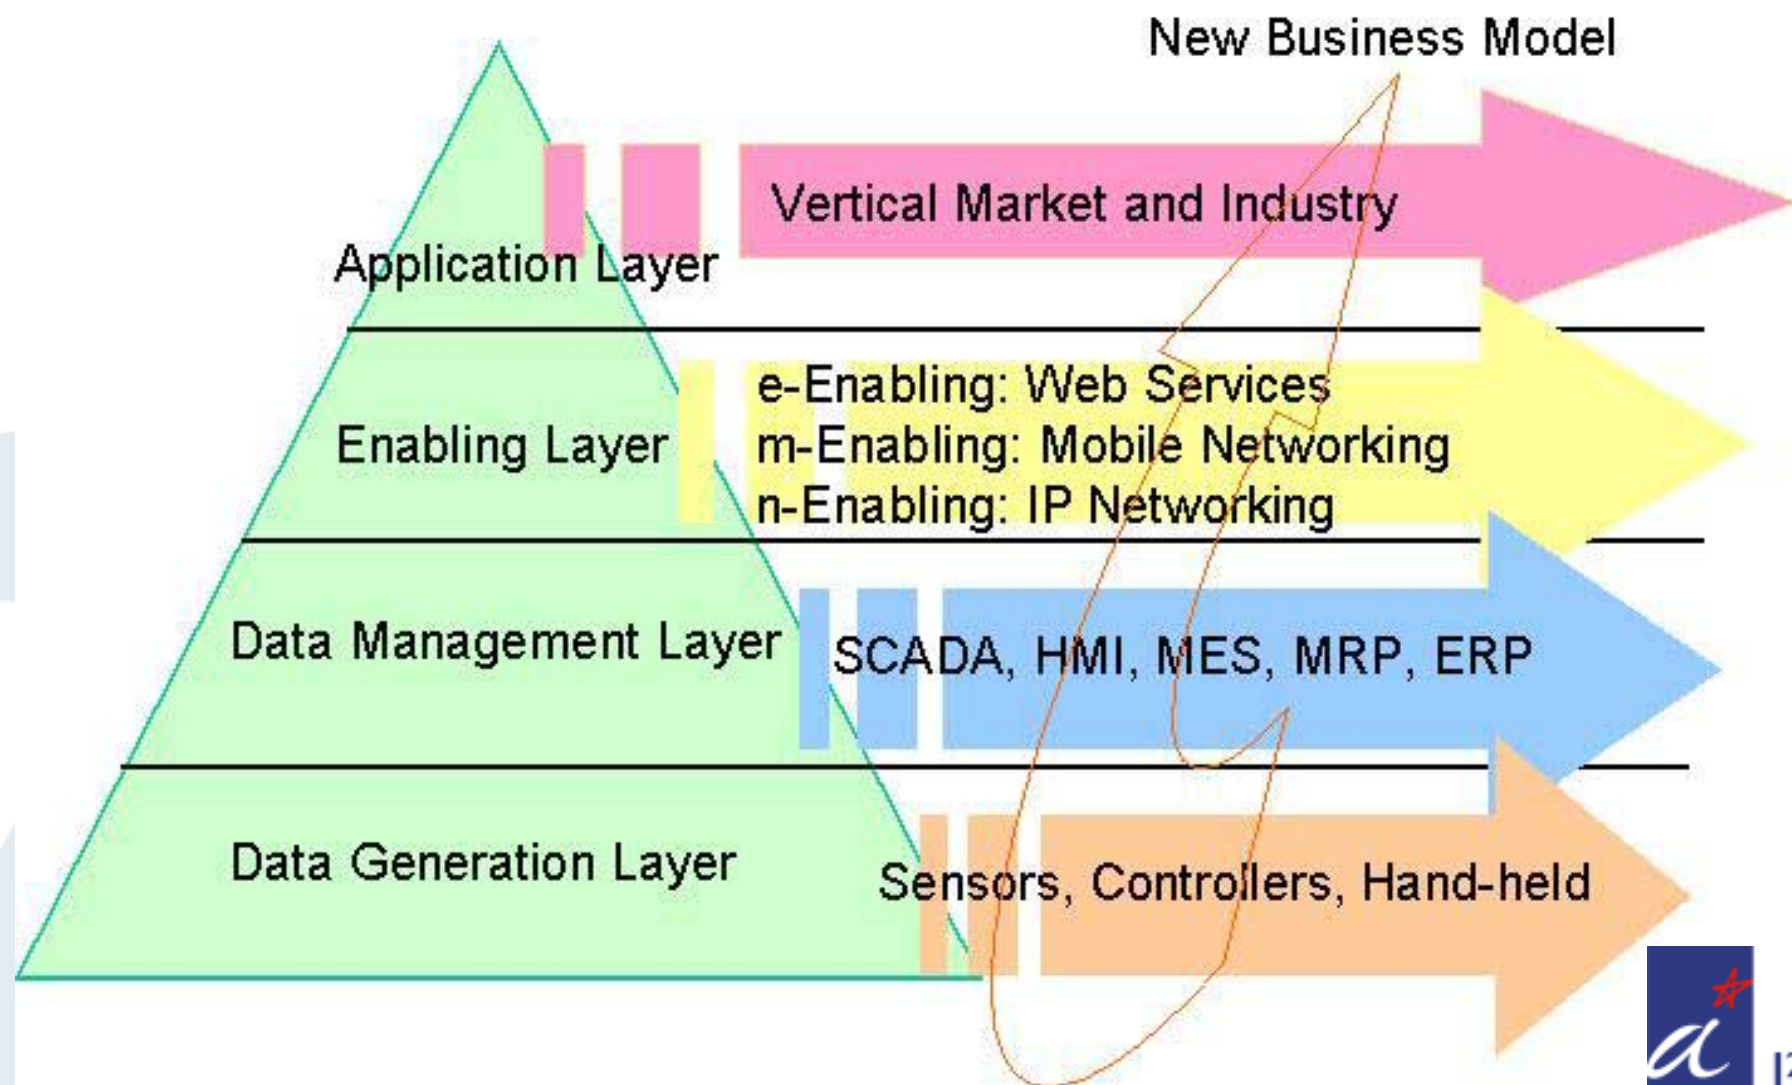 New Business Model
Vertical Market and Industry
Application Layer
e-Enabling: Web Services
Enabling Layer
m-Enabling: Mobile Networking
n-Enabling: IP Networking
Data Management Layer
SCADA, HMI, MES, MRP, ERP
Data Generation Layer
Sensors, Controllers, Hand-held
a